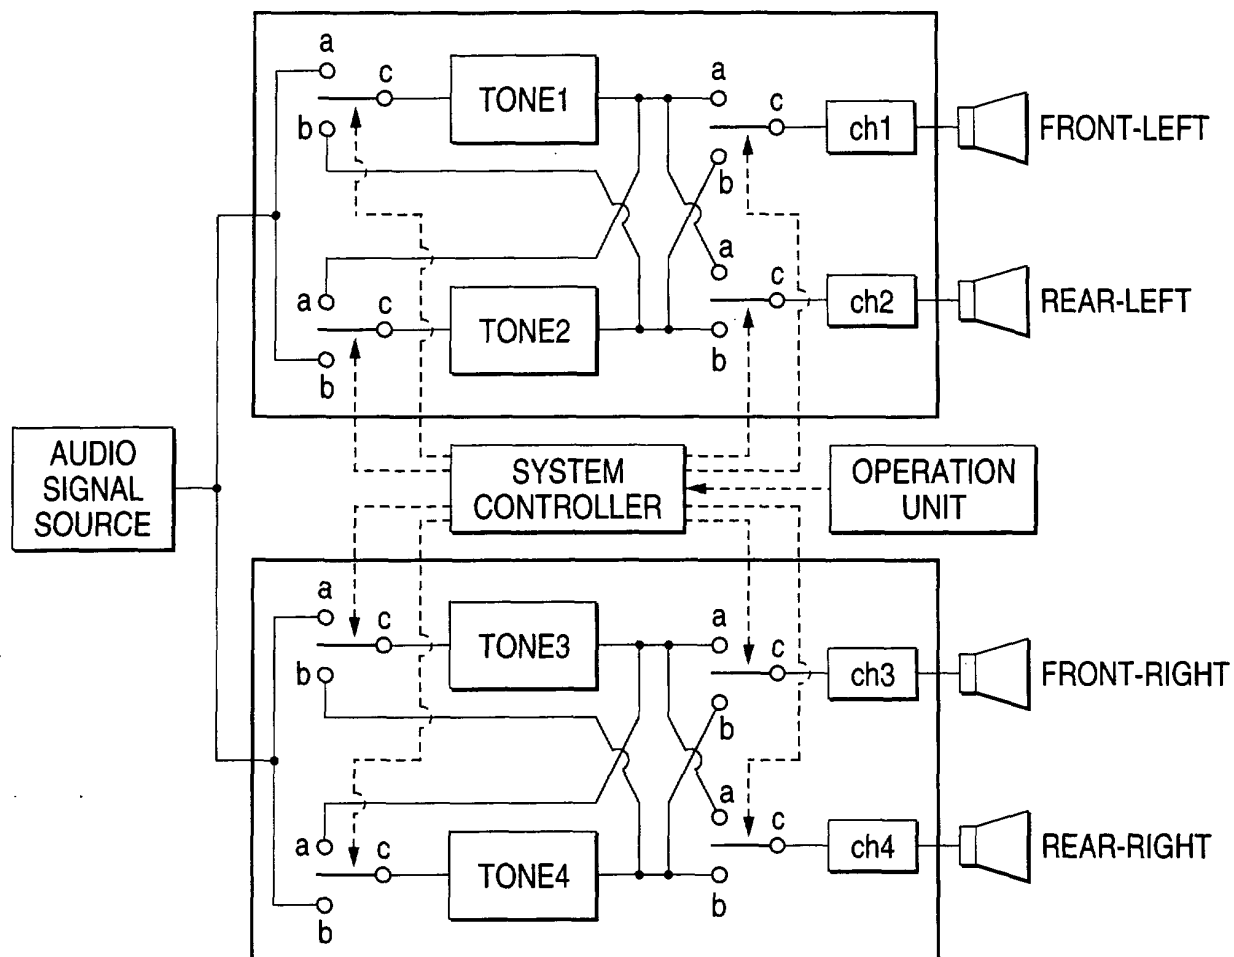 a
c
TONE1
a
c
ch1
FRONT-LEFT
b
b
a
a
c
TONE2
c
ch2
REAR-LEFT
b
b
AUDIO
SIGNAL
SOURCE
SYSTEM
CONTROLLER
OPERATION
UNIT
a
c
TONE3
a
c
ch3
FRONT-RIGHT
b
b
a
a
c
TONE4
c
ch4
REAR-RIGHT
b
b